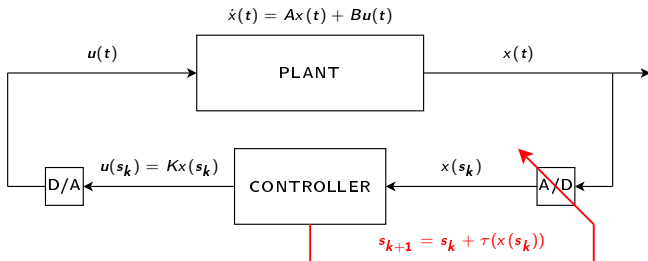 ẋ(t) = Ax(t) + Bu(t)
u(t)
PLANT
x(t)
u(s_k) = Kx(s_k)
x(s_k)
D/A
CONTROLLER
A/D
s_{k+1} = s_k + τ(x(s_k))